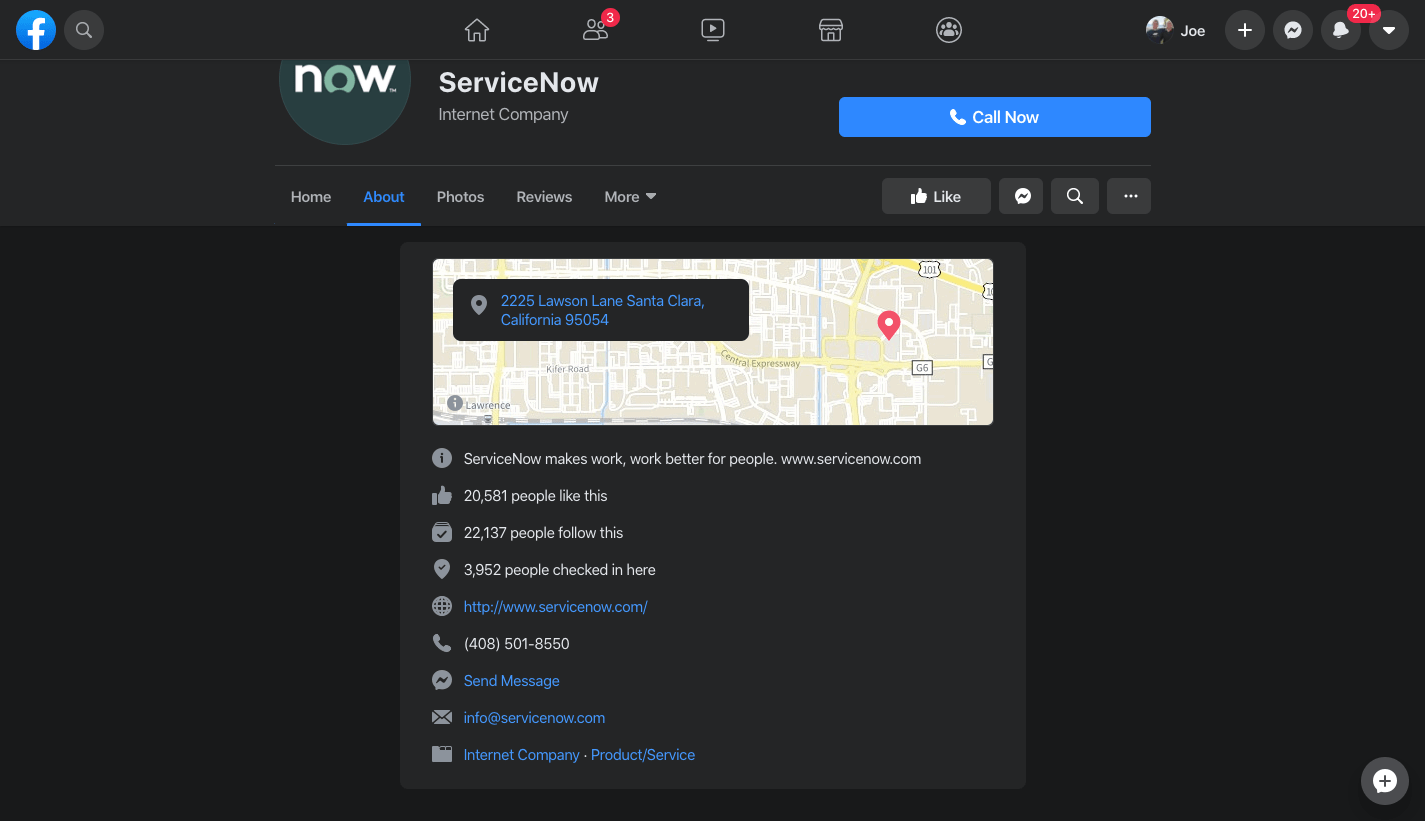 3
Joe
20+
now
TM
ServiceNow
Internet Company
Call Now
Home
About
Photos
Reviews
More
Like
2225 Lawson Lane Santa Clara,
California 95054
101
Central Expressway
Kifer Road
G6
Lawrence
ServiceNow makes work, work better for people. www.servicenow.com
20,581 people like this
22,137 people follow this
3,952 people checked in here
http://www.servicenow.com/
(408) 501-8550
Send Message
info@servicenow.com
Internet Company · Product/Service